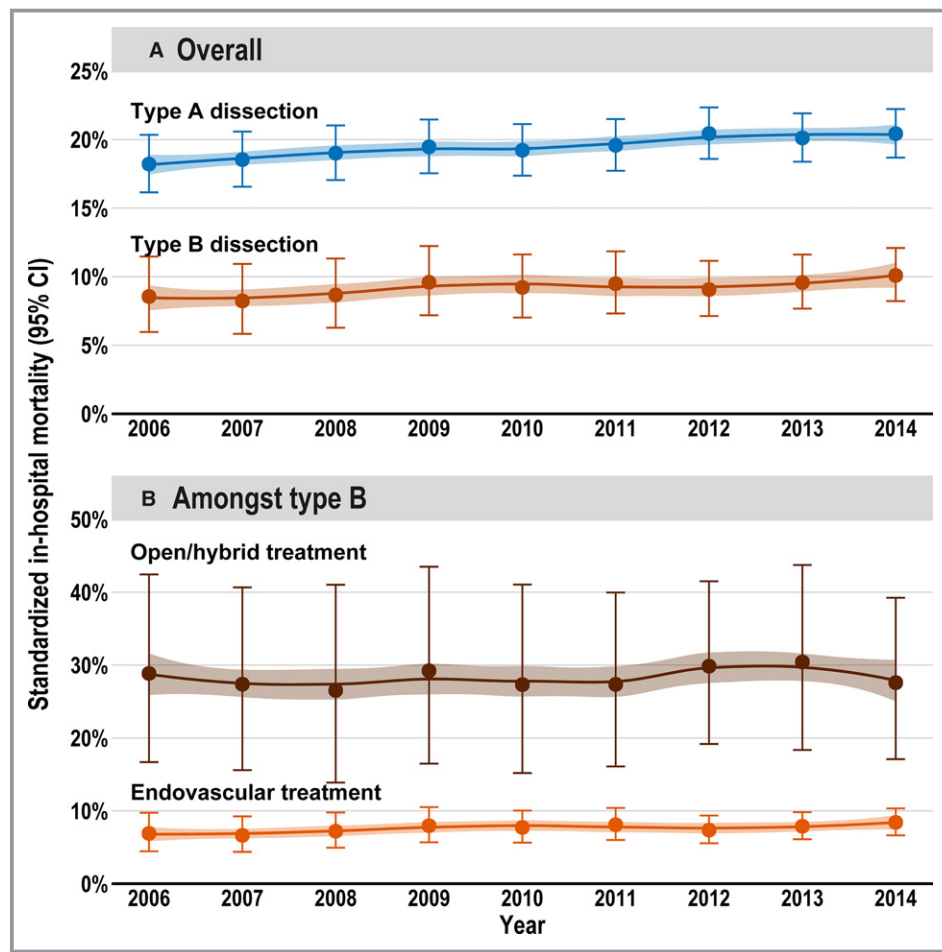 A Overall
25%
Type A dissection
20%
15%
Type B dissection
10%
5%
0%
2006 2007 2008 2009 2010 2011 2012 2013 2014
Standardized in-hospital mortality (95% CI)
B Amongst type B
50%
Open/hybrid treatment
40%
30%
20%
Endovascular treatment
10%
0%
2006 2007 2008 2009 2010 2011 2012 2013 2014
Year